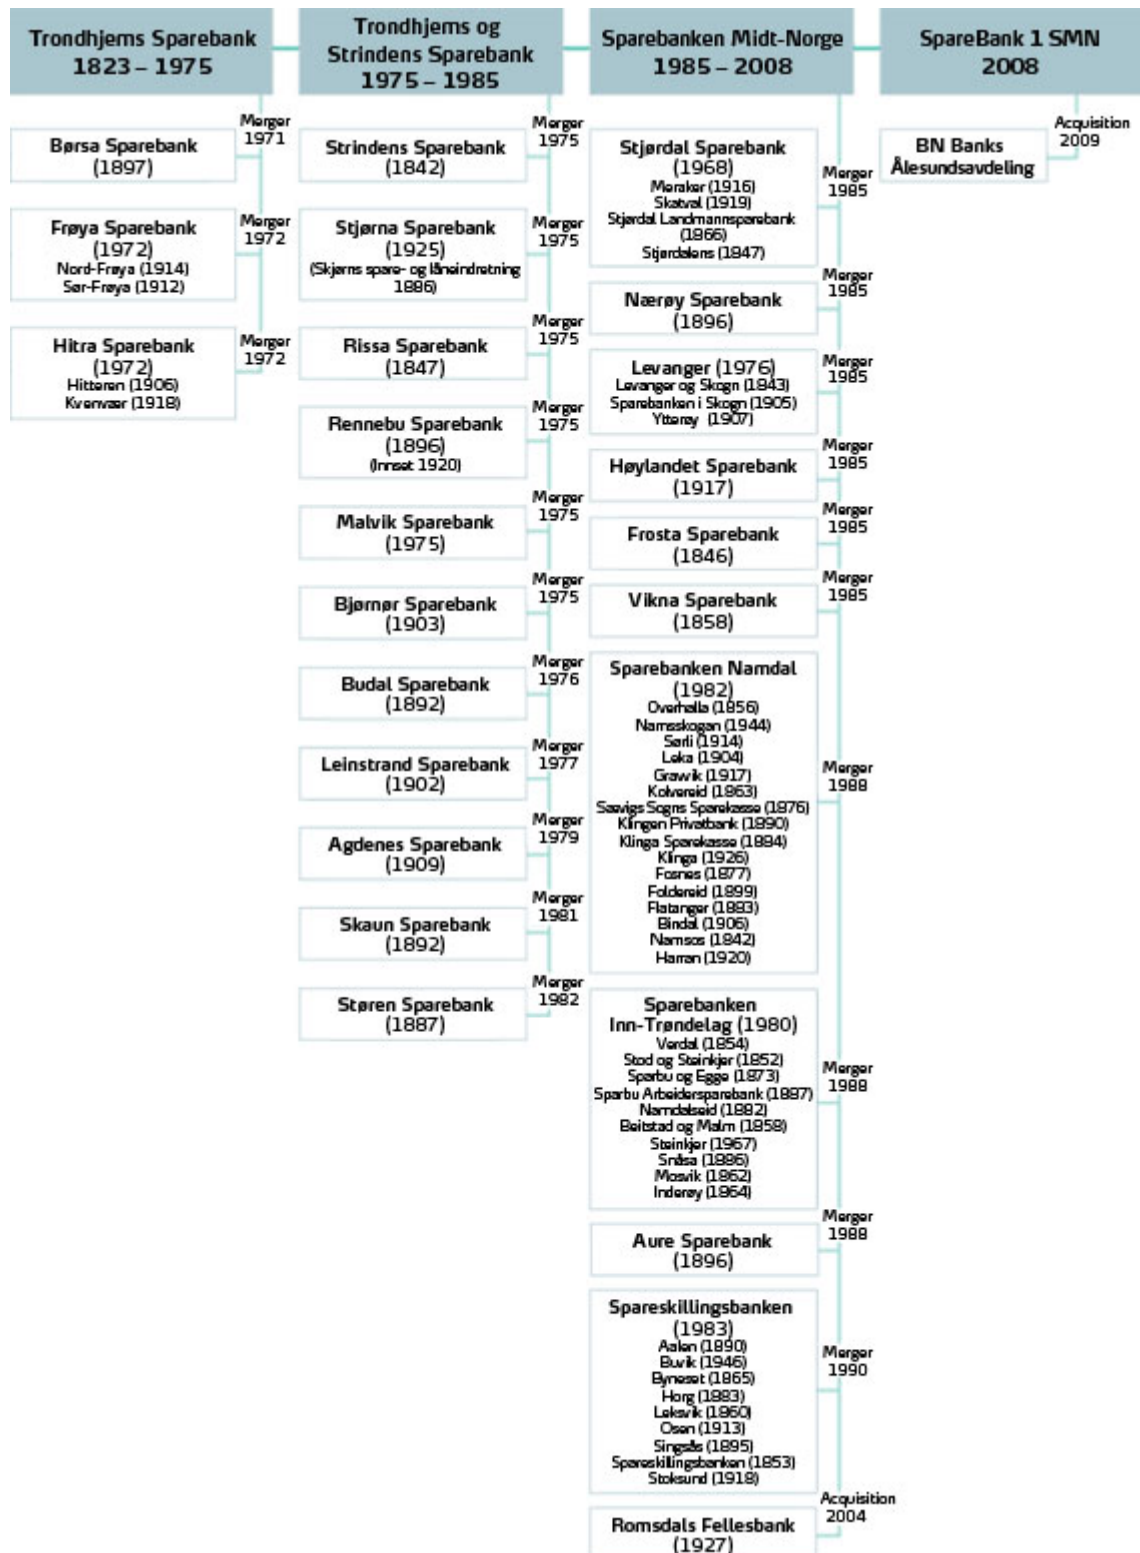 Trondhjems Sparebank
1823 – 1975
Merger
1971
Børsa Sparebank
(1897)
Merger
1972
Frøya Sparebank
(1972)
Nord-Frøya (1914)
Sør-Frøya (1912)
Merger
1972
Hitra Sparebank
(1972)
Hitteren (1906)
Kvenvær (1918)
Trondhjems og
Strindens Sparebank
1975 – 1985
Merger
1975
Strindens Sparebank
(1842)
Merger
1975
Stjørna Sparebank
(1925)
(Skjørns spare- og låneindretning
1886)
Merger
1975
Rissa Sparebank
(1847)
Merger
1975
Rennebu Sparebank
(1896)
(Innset 1920)
Merger
1975
Malvik Sparebank
(1975)
Merger
1975
Bjørnør Sparebank
(1903)
Merger
1976
Budal Sparebank
(1892)
Merger
1977
Leinstrand Sparebank
(1902)
Merger
1979
Agdenes Sparebank
(1909)
Merger
1981
Skaun Sparebank
(1892)
Merger
1982
Støren Sparebank
(1887)
Sparebanken Midt-Norge
1985 – 2008
Merger
1985
Stjørdal Sparebank
(1968)
Meraker (1916)
Skatval (1919)
Stjørdal Landmannsparebank
(1866)
Stjørdalens (1847)
Merger
1985
Nærøy Sparebank
(1896)
Merger
1985
Levanger (1976)
Levanger og Skogn (1843)
Sparebanken i Skogn (1905)
Ytterøy (1907)
Merger
1985
Høylandet Sparebank
(1917)
Merger
1985
Frosta Sparebank
(1846)
Merger
1985
Vikna Sparebank
(1858)
Merger
1988
Sparebanken Namdal
(1982)
Overhalla (1856)
Namsskogan (1944)
Sørli (1914)
Leka (1904)
Gravvik (1917)
Kolvereid (1863)
Sævigs Sogns Sparekasse (1876)
Klingen Privatbank (1890)
Klinga Sparekasse (1884)
Klinga (1926)
Fosnes (1877)
Foldereid (1899)
Flatanger (1883)
Bindal (1906)
Namsos (1842)
Harran (1920)
Merger
1988
Sparebanken
Inn-Trøndelag (1980)
Verdal (1854)
Stod og Steinkjer (1852)
Sparbu og Egge (1873)
Sparbu Arbeidersparebank (1887)
Namdalseid (1882)
Beitstad og Malm (1858)
Steinkjer (1967)
Snåsa (1886)
Mosvik (1862)
Inderøy (1864)
Merger
1988
Aure Sparebank
(1896)
Merger
1990
Spareskillingsbanken
(1983)
Aalen (1890)
Buvik (1946)
Byneset (1865)
Horg (1883)
Leksvik (1860)
Osen (1913)
Singsås (1895)
Spareskillingsbanken (1853)
Stoksund (1918)
Acquisition
2004
Romsdals Fellesbank
(1927)
SpareBank 1 SMN
2008
Acquisition
2009
BN Banks
Ålesundsavdeling